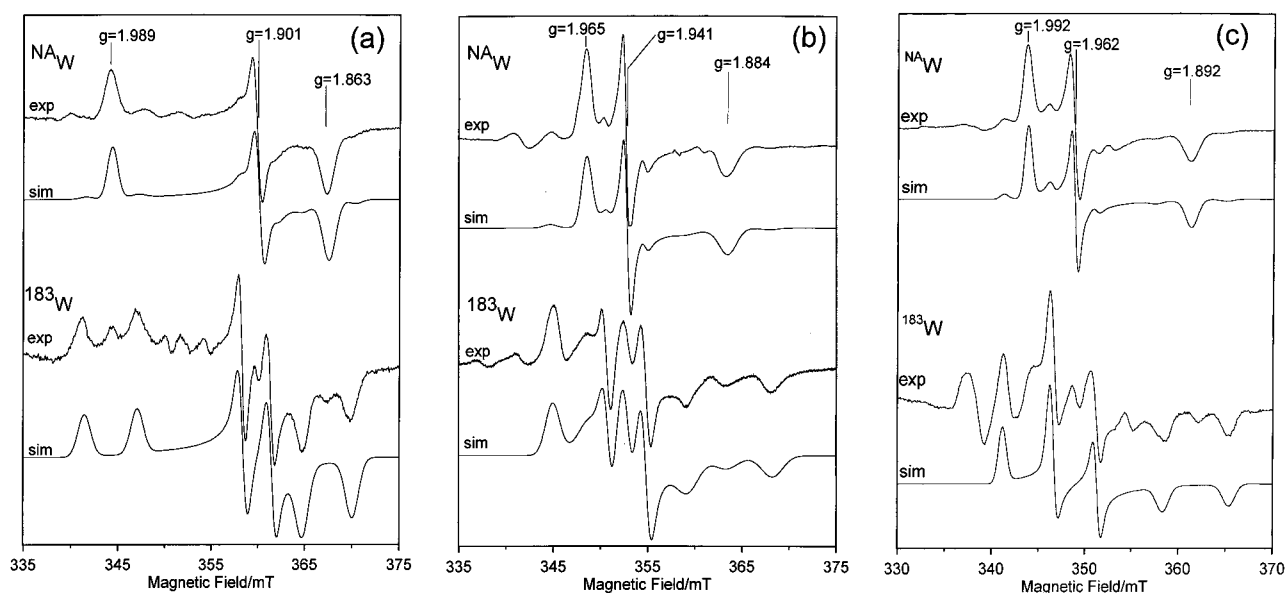 (a)
g=1.989
g=1.901
g=1.863
NAW
exp
sim
183W
exp
sim
335 345 355 365 375
Magnetic Field/mT
(b)
g=1.965
g=1.941
g=1.884
NAW
exp
sim
183W
exp
sim
335 345 355 365 375
Magnetic Field/mT
(c)
g=1.992
g=1.962
g=1.892
NAW
exp
sim
183W
exp
sim
330 340 350 360 370
Magnetic Field/mT